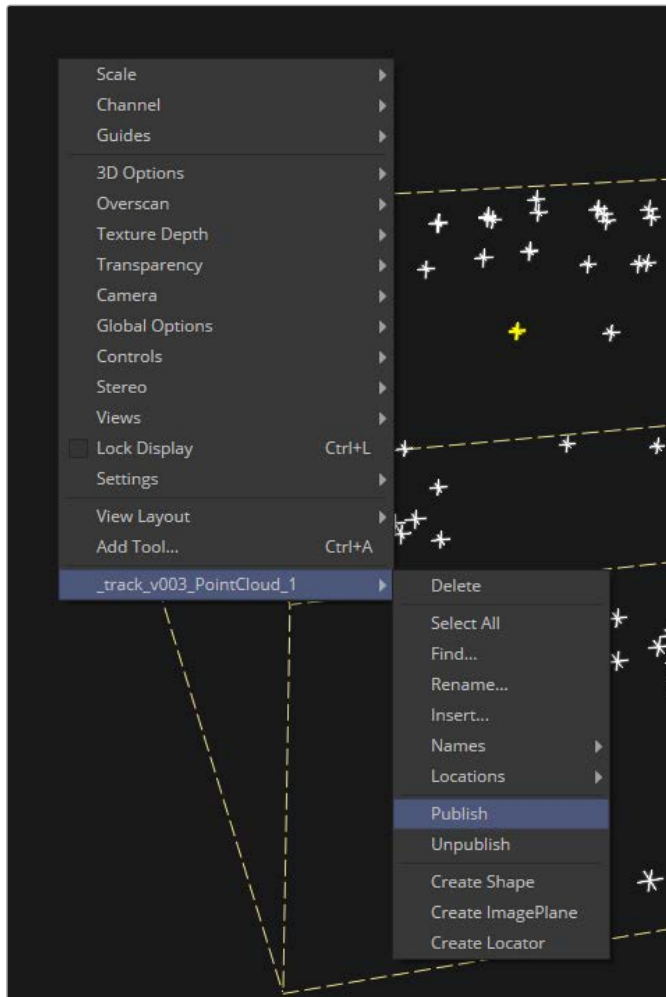 Scale
Channel
Guides
3D Options
Overscan
Texture Depth
Transparency
Camera
Global Options
Controls
Stereo
Views
Lock Display Ctrl+L
Settings
View Layout
Add Tool... Ctrl+A
_track_v003_PointCloud_1
Delete
Select All
Find...
Rename...
Insert...
Names
Locations
Publish
Unpublish
Create Shape
Create ImagePlane
Create Locator